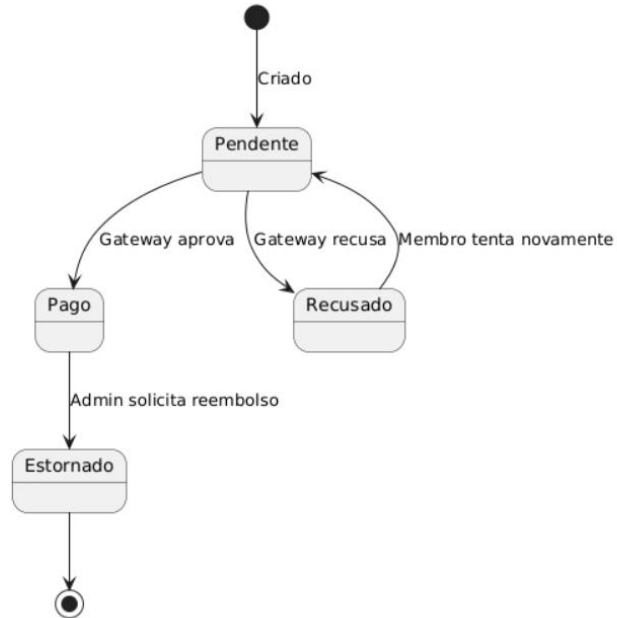 Criado
Pendente
Gateway aprova
Gateway recusa
Membro tenta novamente
Pago
Recusado
Admin solicita reembolso
Estornado